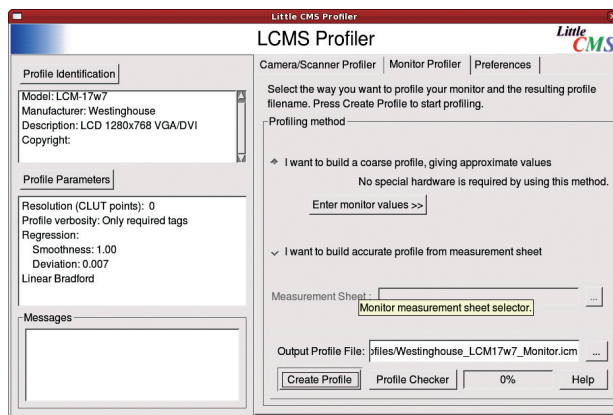 Little CMS Profiler
LCMS Profiler
Little
CMS
Profile Identification
Model: LCM-17w7
Manufacturer: Westinghouse
Description: LCD 1280x768 VGA/DVI
Copyright:
Profile Parameters
Resolution (CLUT points): 0
Profile verbosity: Only required tags
Regression:
Smoothness: 1.00
Deviation: 0.007
Linear Bradford
Messages
Camera/Scanner Profiler
Monitor Profiler
Preferences
Select the way you want to profile your monitor and the resulting profile
filename. Press Create Profile to start profiling.
Profiling method
I want to build a coarse profile, giving approximate values
No special hardware is required by using this method.
Enter monitor values >>
I want to build accurate profile from measurement sheet
Measurement Sheet :
...
Monitor measurement sheet selector.
Output Profile File: ofiles/Westinghouse_LCM17w7_Monitor.icm ...
Create Profile
Profile Checker
0%
Help